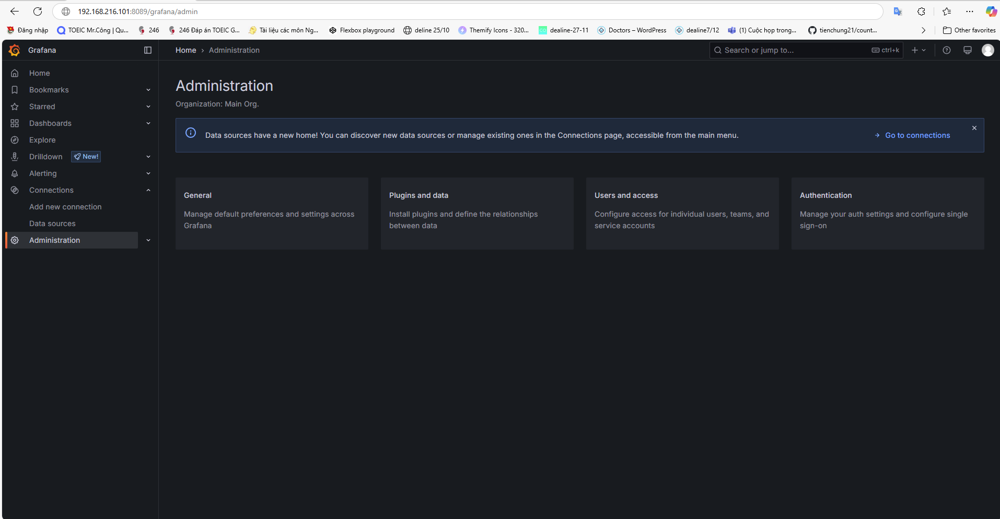 192.168.216.101:8089/grafana/admin
Đăng nhập
TOEIC Mr.Công | Qu...
246
246 Đáp án TOEIC G...
Tài liệu các môn Ng...
Flexbox playground
deline 25/10
Themify Icons - 320...
dealine-27-11
Doctors – WordPress
dealine7/12
(1) Cuộc họp trong...
tienchung21/count...
Other favorites
Grafana
Home › Administration
Search or jump to...
ctrl+k
Home
Bookmarks
Starred
Dashboards
Explore
Drilldown New!
Alerting
Connections
Add new connection
Data sources
Administration
Administration
Organization: Main Org.
Data sources have a new home! You can discover new data sources or manage existing ones in the Connections page, accessible from the main menu.
Go to connections
General
Manage default preferences and settings across
Grafana
Plugins and data
Install plugins and define the relationships
between data
Users and access
Configure access for individual users, teams, and
service accounts
Authentication
Manage your auth settings and configure single
sign-on